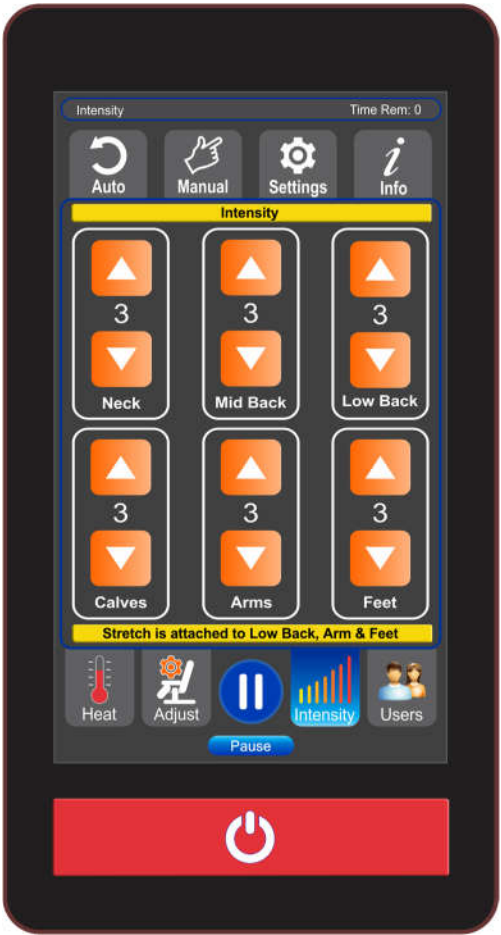 Intensity Time Rem: 0
Auto Manual Settings Info
Intensity
3 3 3
Neck Mid Back Low Back
3 3 3
Calves Arms Feet
Stretch is attached to Low Back, Arm & Feet
Heat Adjust Intensity Users
Pause